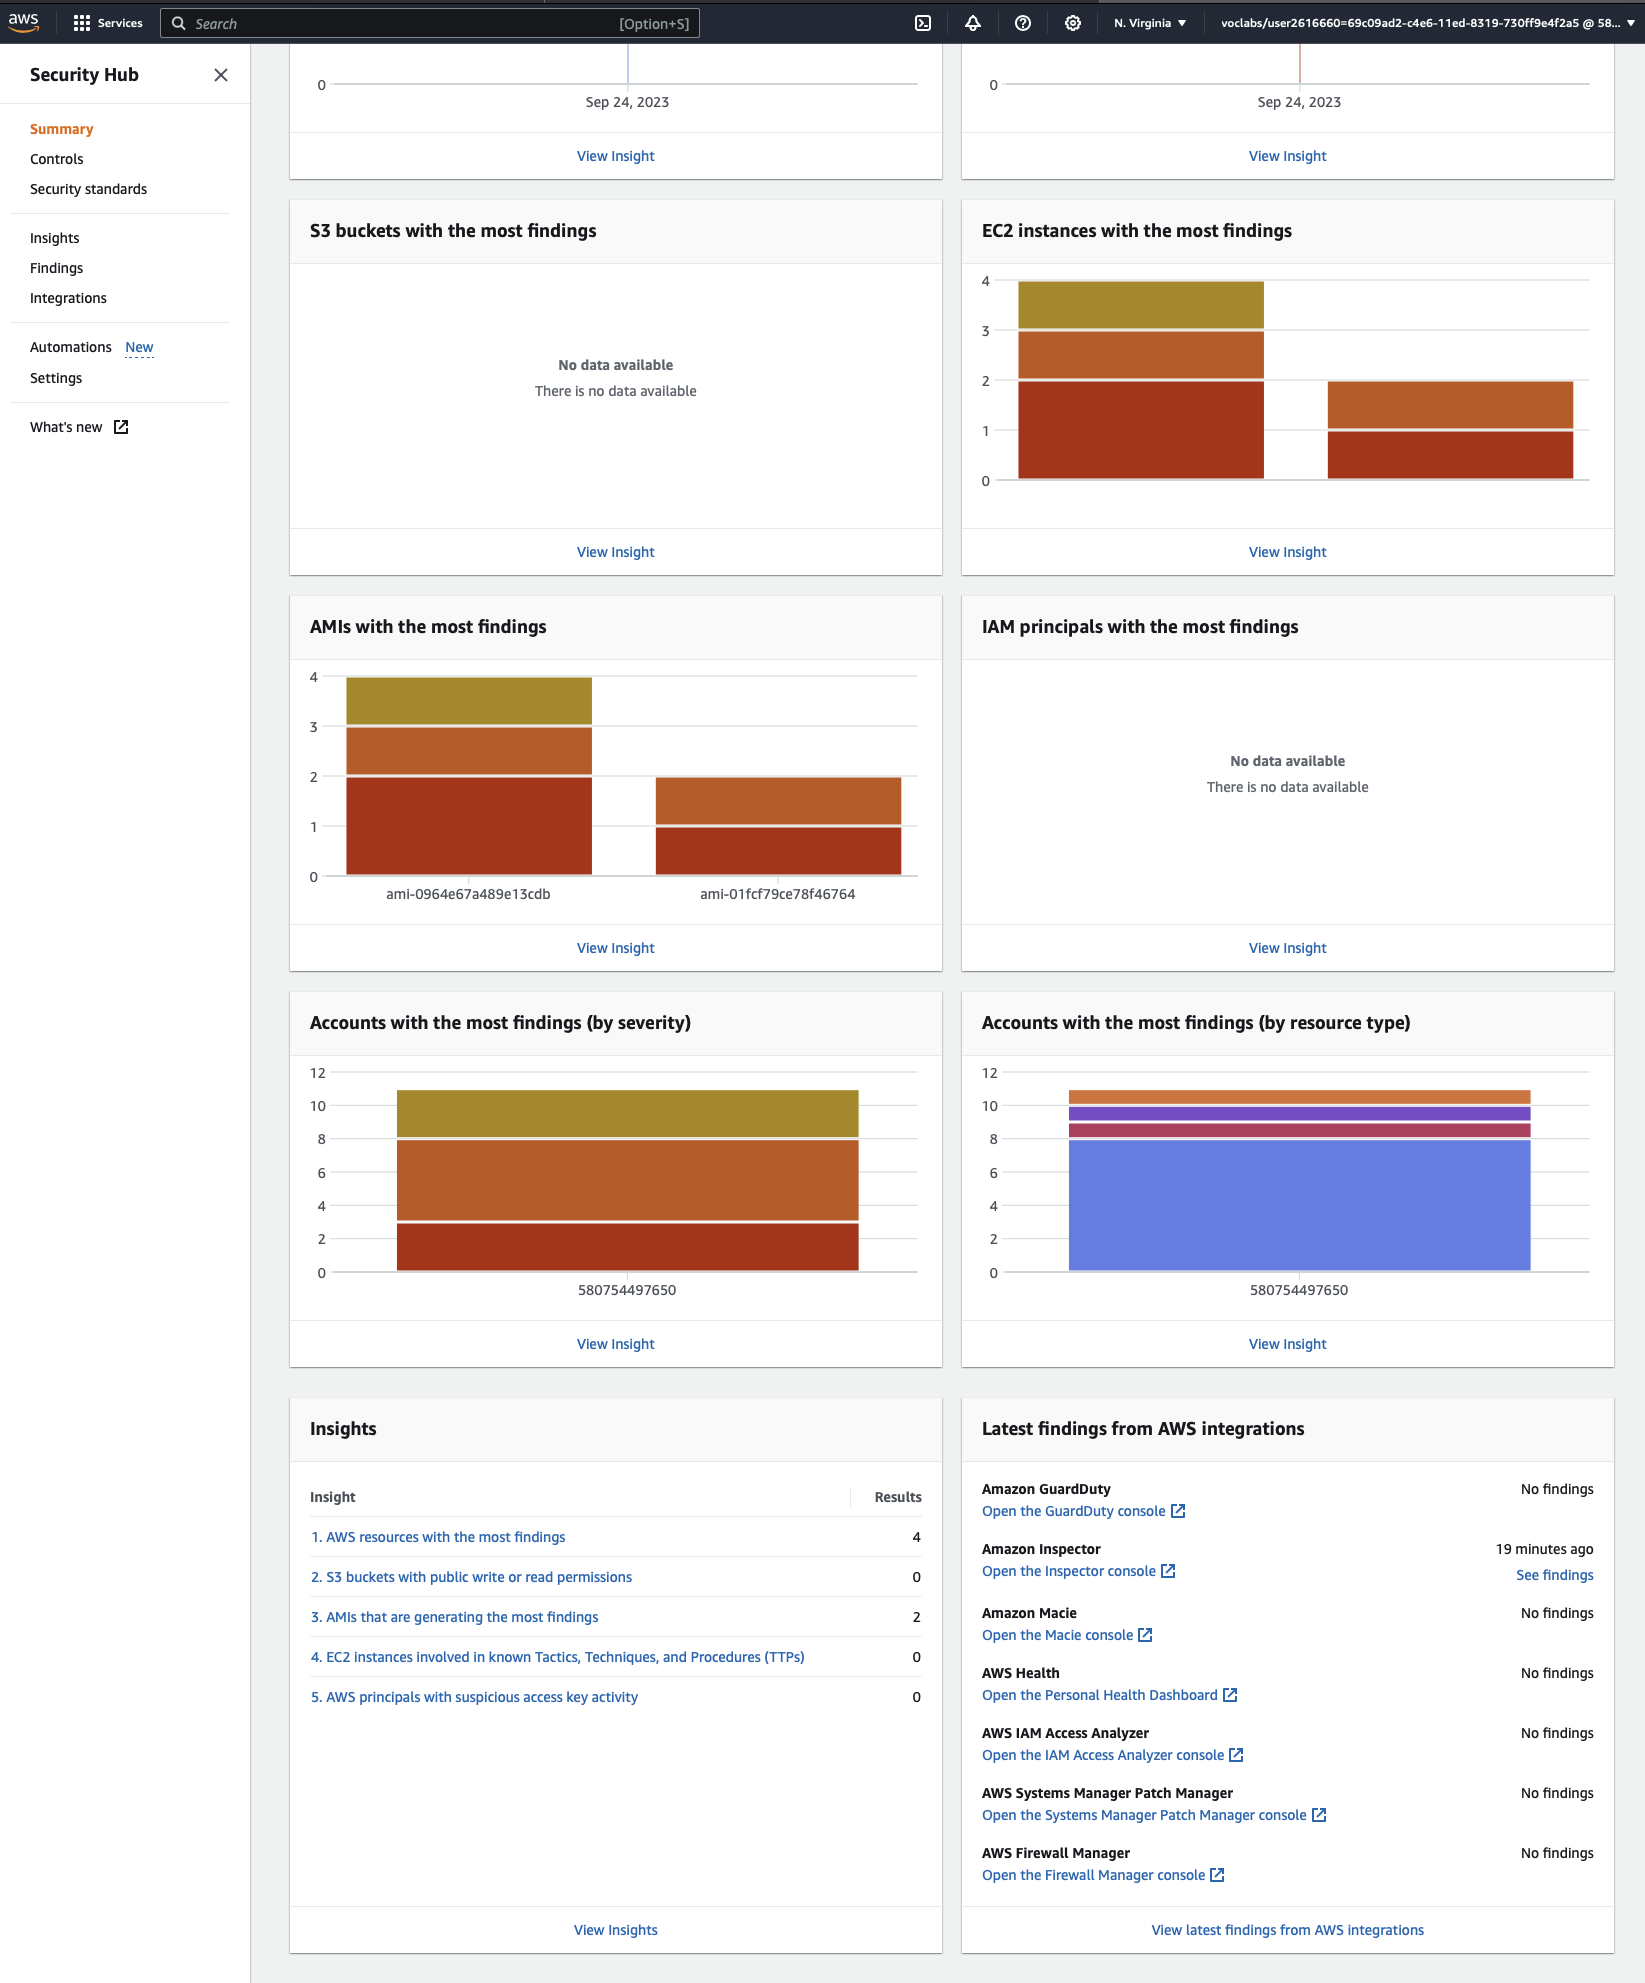 aws
Services
Search
[Option+S]
N. Virginia
voclabs/user2616660=69c09ad2-c4e6-11ed-8319-730ff9e4f2a5 @ 58...
Security Hub
Summary
Controls
Security standards
Insights
Findings
Integrations
Automations New
Settings
What's new
0
Sep 24, 2023
View Insight
0
Sep 24, 2023
View Insight
S3 buckets with the most findings
No data available
There is no data available
View Insight
EC2 instances with the most findings
4
3
2
1
0
View Insight
AMIs with the most findings
4
3
2
1
0
ami-0964e67a489e13cdb
ami-01fcf79ce78f46764
View Insight
IAM principals with the most findings
No data available
There is no data available
View Insight
Accounts with the most findings (by severity)
12
10
8
6
4
2
0
580754497650
View Insight
Accounts with the most findings (by resource type)
12
10
8
6
4
2
0
580754497650
View Insight
Insights
Insight Results
1. AWS resources with the most findings 4
2. S3 buckets with public write or read permissions 0
3. AMIs that are generating the most findings 2
4. EC2 instances involved in known Tactics, Techniques, and Procedures (TTPs) 0
5. AWS principals with suspicious access key activity 0
View Insights
Latest findings from AWS integrations
Amazon GuardDuty No findings
Open the GuardDuty console
Amazon Inspector 19 minutes ago
Open the Inspector console See findings
Amazon Macie No findings
Open the Macie console
AWS Health No findings
Open the Personal Health Dashboard
AWS IAM Access Analyzer No findings
Open the IAM Access Analyzer console
AWS Systems Manager Patch Manager No findings
Open the Systems Manager Patch Manager console
AWS Firewall Manager No findings
Open the Firewall Manager console
View latest findings from AWS integrations